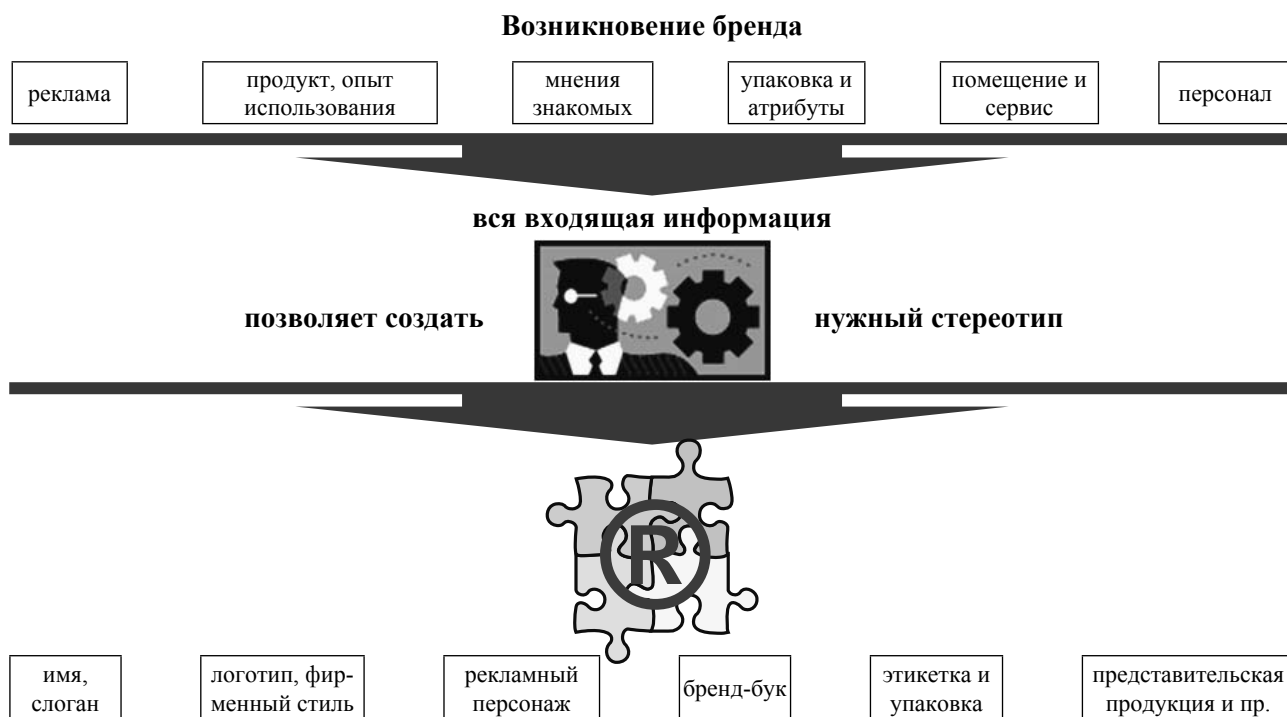 Возникновение бренда
реклама
продукт, опыт
использования
мнения
знакомых
упаковка и
атрибуты
помещение и
сервис
персонал
вся входящая информация
позволяет создать
нужный стереотип
R
имя,
слоган
логотип, фир-
менный стиль
рекламный
персонаж
бренд-бук
этикетка и
упаковка
представительская
продукция и пр.